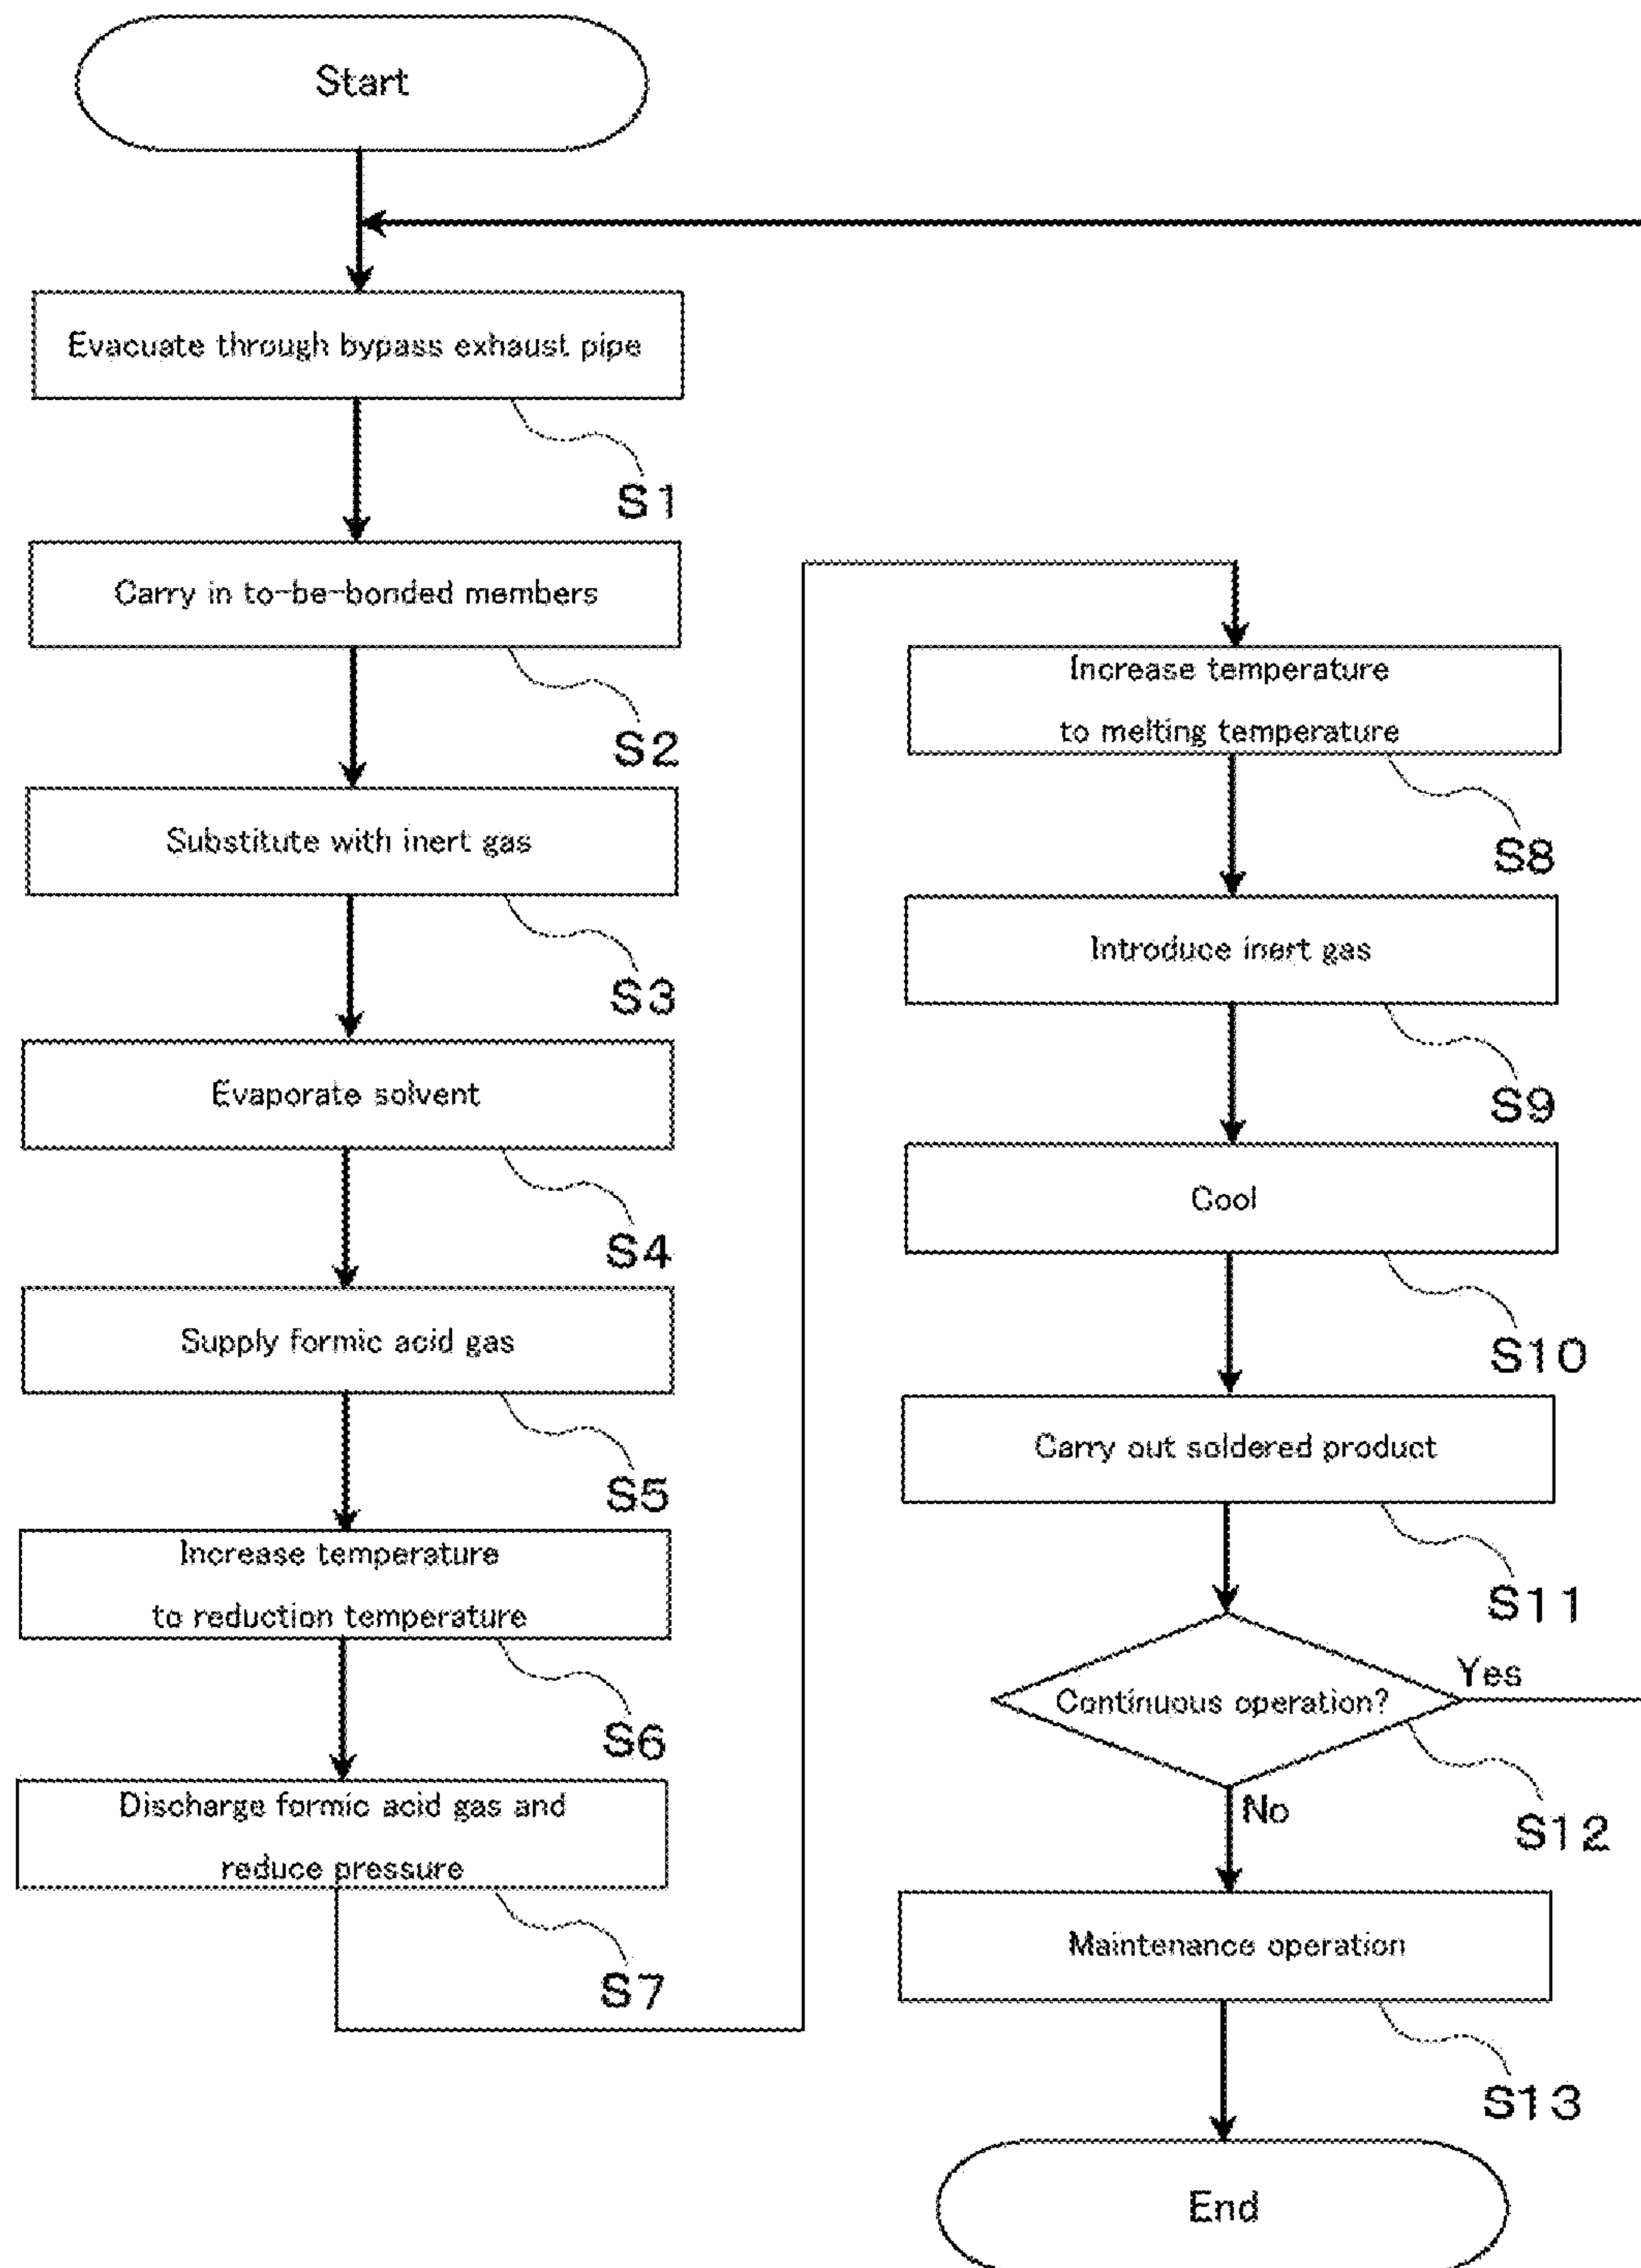 Start
Evacuate through bypass exhaust pipe
S1
Carry in to-be-bonded members
S2
Substitute with inert gas
S3
Evaporate solvent
S4
Supply formic acid gas
S5
Increase temperature
to reduction temperature
S6
Discharge formic acid gas and
reduce pressure
S7
Increase temperature
to melting temperature
S8
Introduce inert gas
S9
Cool
S10
Carry out soldered product
S11
Continuous operation?
Yes
S12
No
Maintenance operation
S13
End